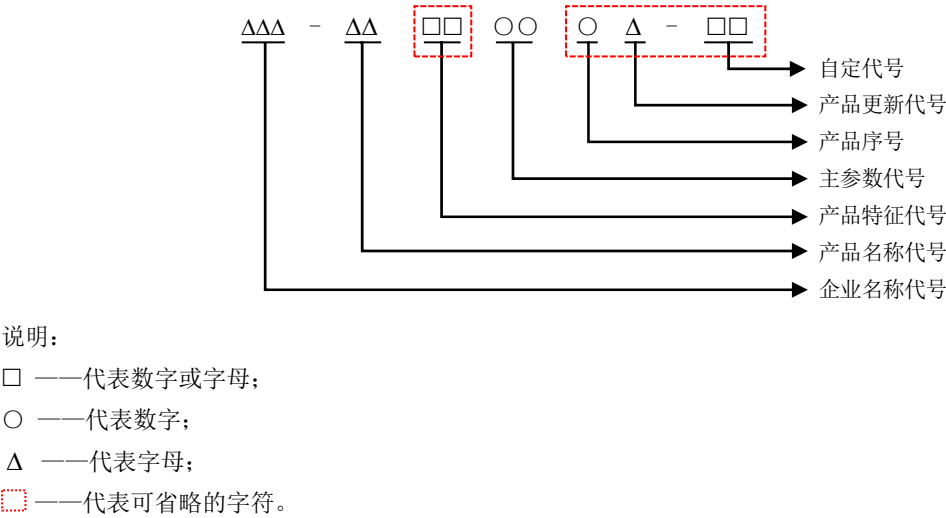 ΔΔΔ - ΔΔ □□ ○○ ○ Δ - □□
自定代号
产品更新代号
产品序号
主参数代号
产品特征代号
产品名称代号
企业名称代号
说明：
□ ——代表数字或字母；
○ ——代表数字；
Δ ——代表字母；
——代表可省略的字符。